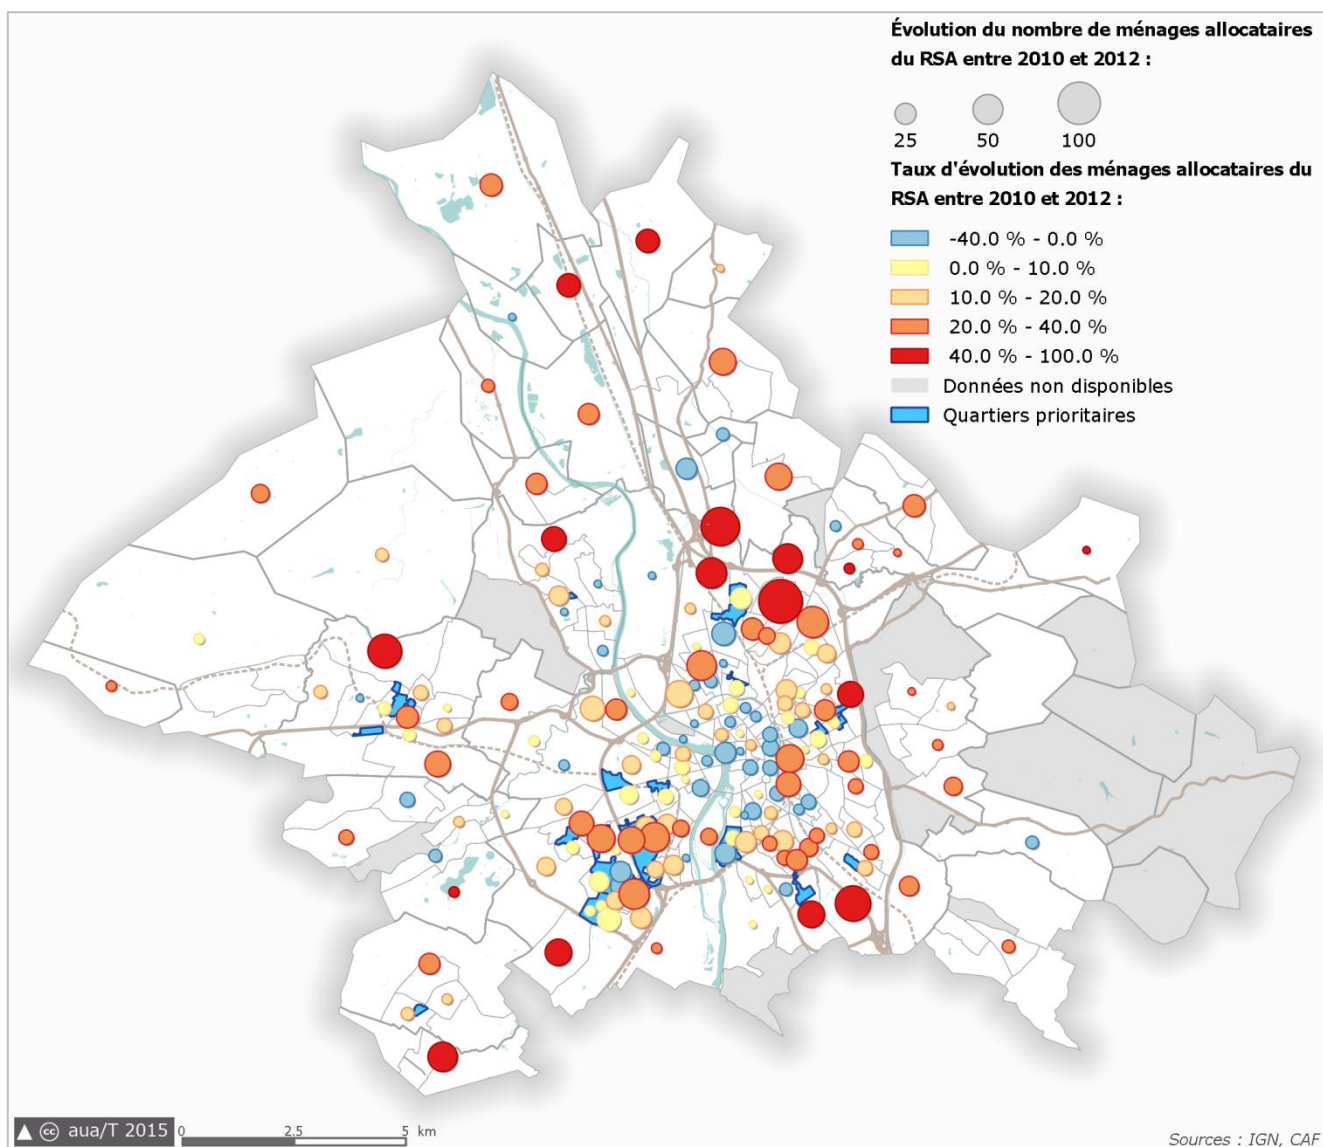 Évolution du nombre de ménages allocataires
du RSA entre 2010 et 2012 :
25 50 100
Taux d'évolution des ménages allocataires du
RSA entre 2010 et 2012 :
-40.0 % - 0.0 %
0.0 % - 10.0 %
10.0 % - 20.0 %
20.0 % - 40.0 %
40.0 % - 100.0 %
Données non disponibles
Quartiers prioritaires
cc aua/T 2015 0 2.5 5 km
Sources : IGN, CAF